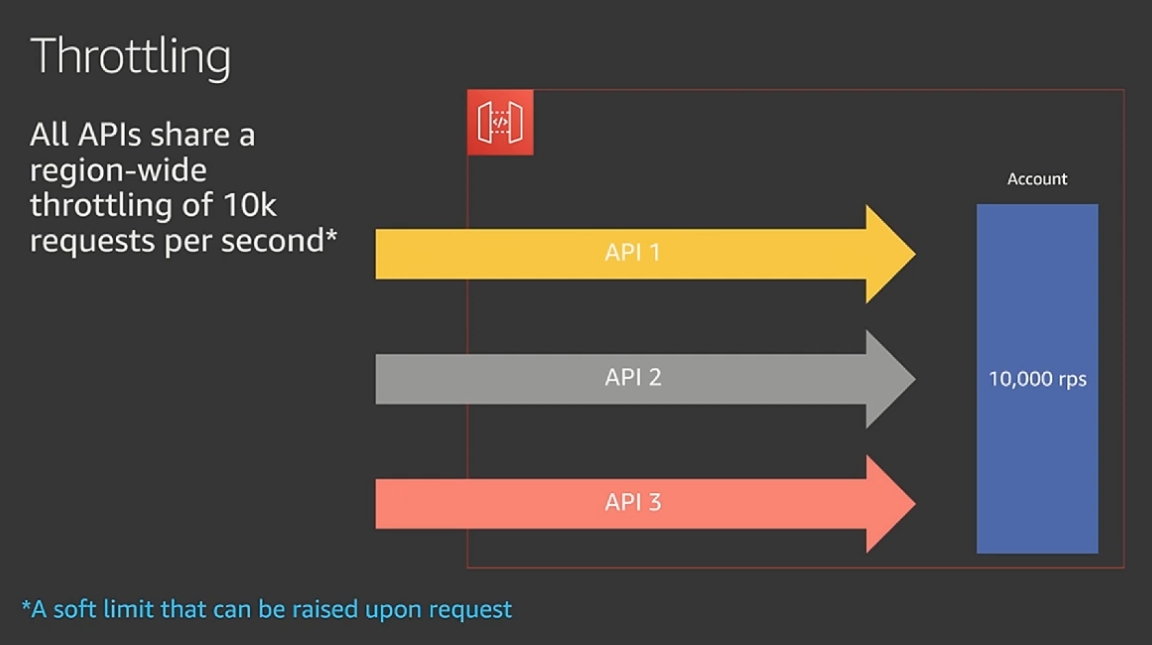 Throttling
All APIs share a
region-wide
throttling of 10k
requests per second*
</>
Account
API 1
API 2
10,000 rps
API 3
*A soft limit that can be raised upon request